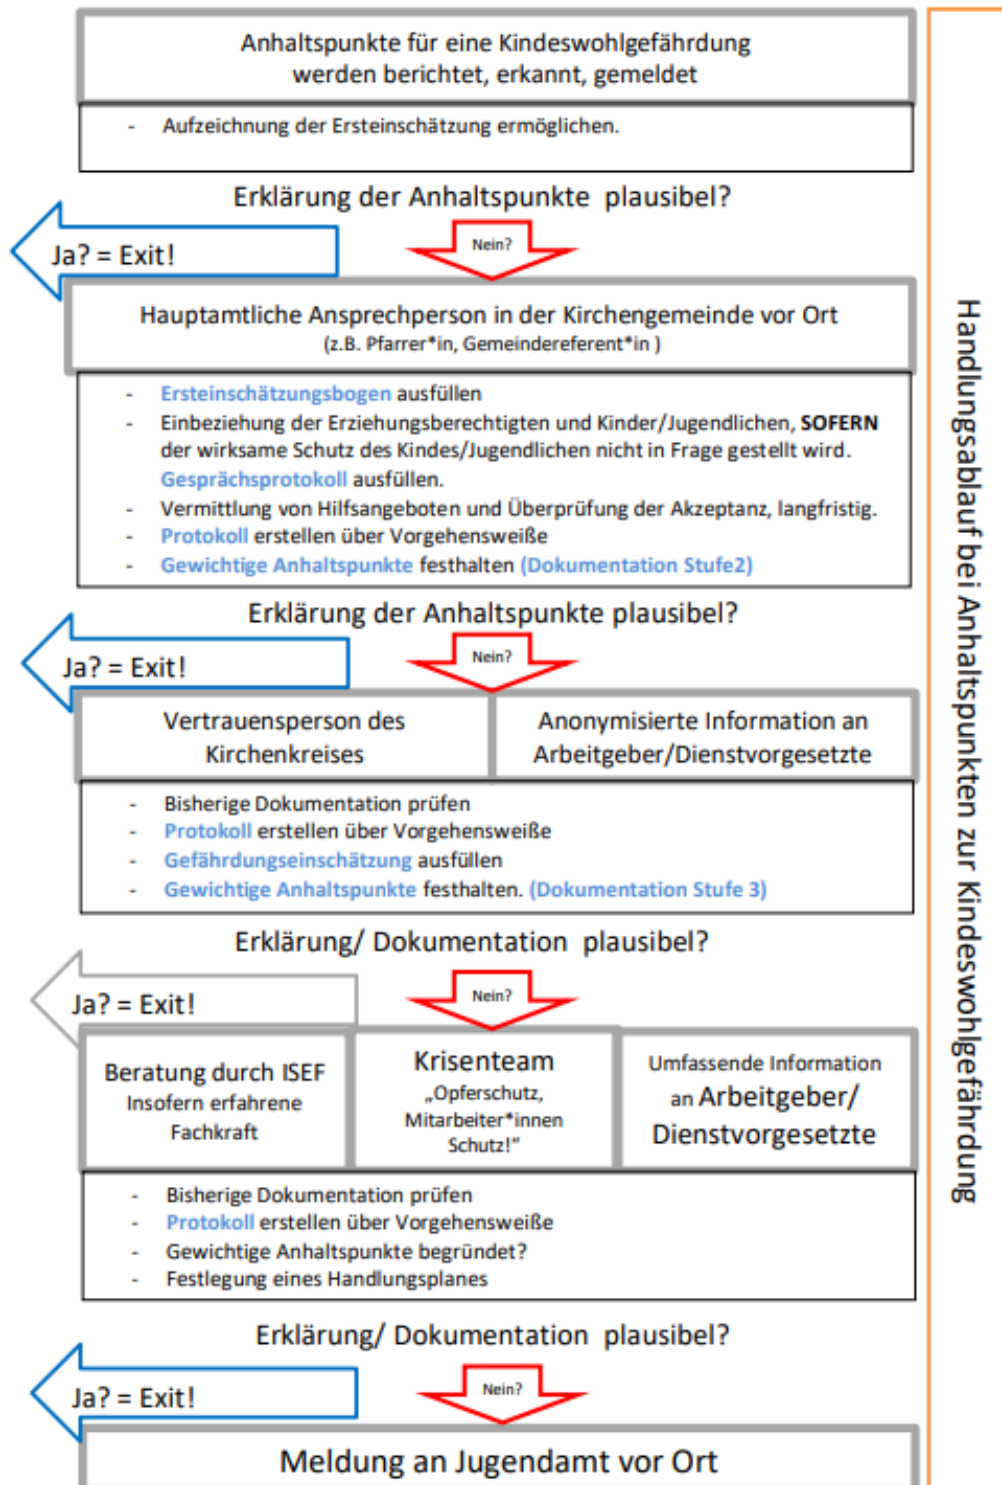 Anhaltspunkte für eine Kindeswohlgefährdung
werden berichtet, erkannt, gemeldet
- Aufzeichnung der Ersteinschätzung ermöglichen.
Erklärung der Anhaltspunkte plausibel?
Ja? = Exit!
Nein?
Hauptamtliche Ansprechperson in der Kirchengemeinde vor Ort
(z.B. Pfarrer*in, Gemeindereferent*in )
- Ersteinschätzungsbogen ausfüllen
- Einbeziehung der Erziehungsberechtigten und Kinder/Jugendlichen, SOFERN
der wirksame Schutz des Kindes/Jugendlichen nicht in Frage gestellt wird.
Gesprächsprotokoll ausfüllen.
- Vermittlung von Hilfsangeboten und Überprüfung der Akzeptanz, langfristig.
- Protokoll erstellen über Vorgehensweiße
- Gewichtige Anhaltspunkte festhalten (Dokumentation Stufe2)
Erklärung der Anhaltspunkte plausibel?
Ja? = Exit!
Nein?
Vertrauensperson des
Kirchenkreises
Anonymisierte Information an
Arbeitgeber/Dienstvorgesetzte
- Bisherige Dokumentation prüfen
- Protokoll erstellen über Vorgehensweiße
- Gefährdungseinschätzung ausfüllen
- Gewichtige Anhaltspunkte festhalten. (Dokumentation Stufe 3)
Erklärung/ Dokumentation plausibel?
Ja? = Exit!
Nein?
Beratung durch ISEF
Insofern erfahrene
Fachkraft
Krisenteam
„Opferschutz,
Mitarbeiter*innen
Schutz!“
Umfassende Information
an Arbeitgeber/
Dienstvorgesetzte
- Bisherige Dokumentation prüfen
- Protokoll erstellen über Vorgehensweiße
- Gewichtige Anhaltspunkte begründet?
- Festlegung eines Handlungsplanes
Erklärung/ Dokumentation plausibel?
Ja? = Exit!
Nein?
Meldung an Jugendamt vor Ort
Handlungsablauf bei Anhaltspunkten zur Kindeswohlgefährdung